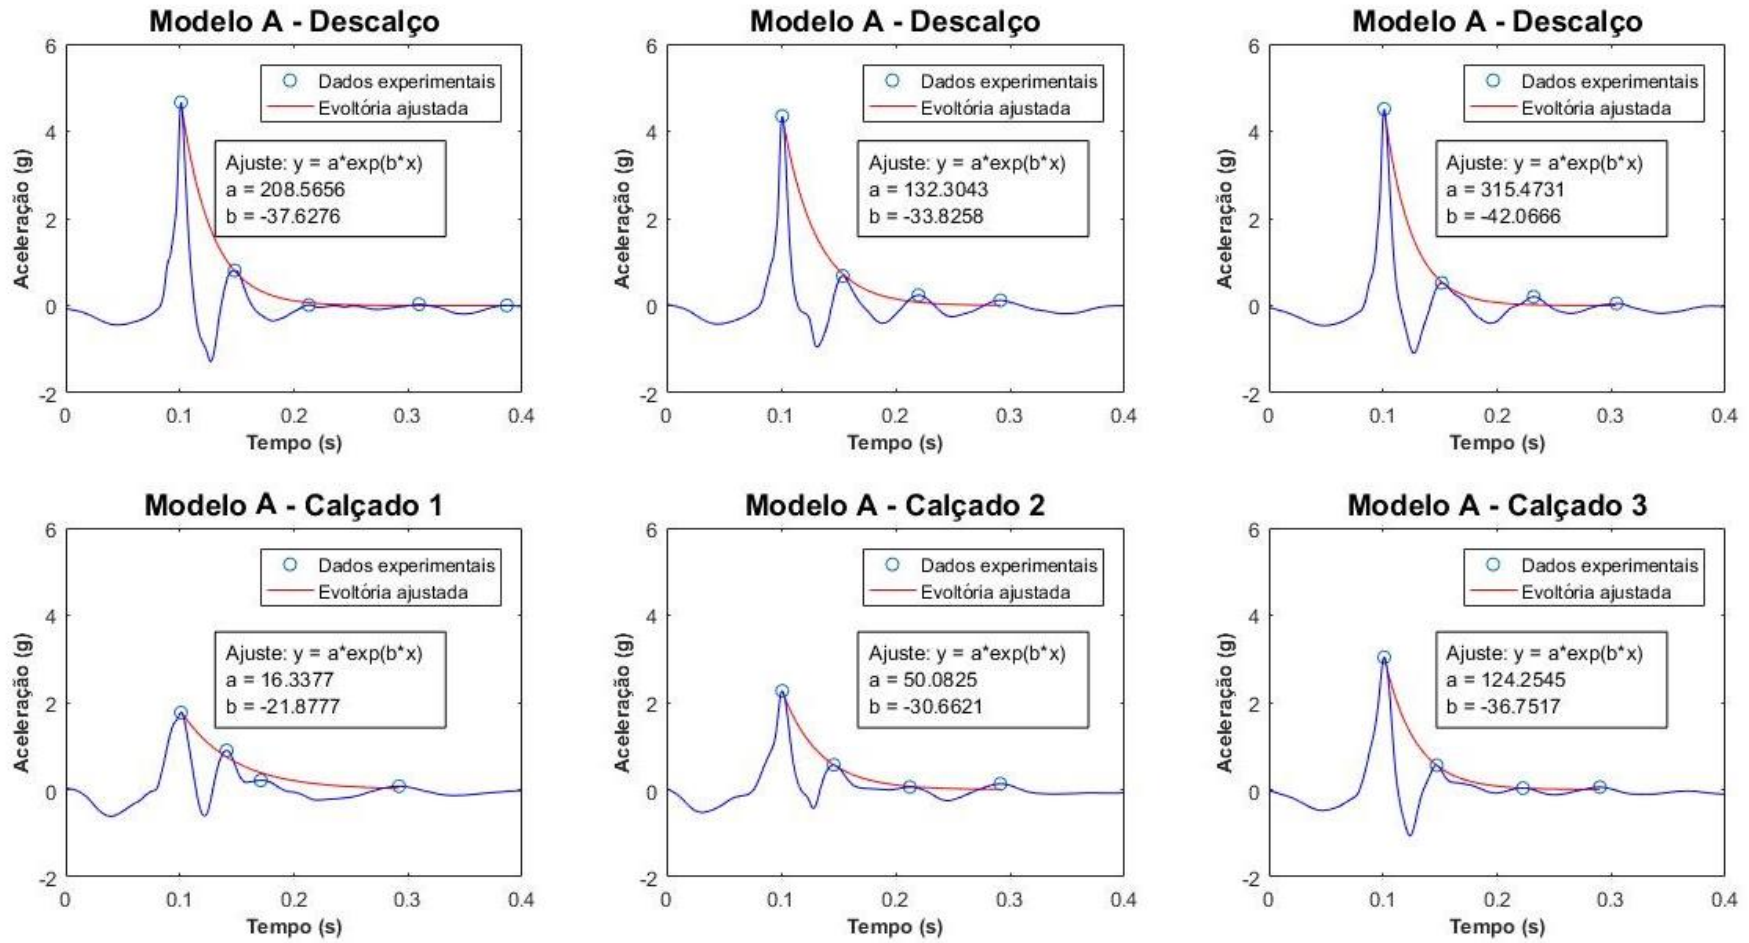 Modelo A - Descalço
6
4
2
0
-2
Aceleração (g)
Dados experimentais
Evoltória ajustada
Ajuste: y = a*exp(b*x)
a = 208.5656
b = -37.6276
0 0.1 0.2 0.3 0.4
Tempo (s)
Modelo A - Descalço
6
4
2
0
-2
Aceleração (g)
Dados experimentais
Evoltória ajustada
Ajuste: y = a*exp(b*x)
a = 132.3043
b = -33.8258
0 0.1 0.2 0.3 0.4
Tempo (s)
Modelo A - Descalço
6
4
2
0
-2
Aceleração (g)
Dados experimentais
Evoltória ajustada
Ajuste: y = a*exp(b*x)
a = 315.4731
b = -42.0666
0 0.1 0.2 0.3 0.4
Tempo (s)
Modelo A - Calçado 1
6
4
2
0
-2
Aceleração (g)
Dados experimentais
Evoltória ajustada
Ajuste: y = a*exp(b*x)
a = 16.3377
b = -21.8777
0 0.1 0.2 0.3 0.4
Tempo (s)
Modelo A - Calçado 2
6
4
2
0
-2
Aceleração (g)
Dados experimentais
Evoltória ajustada
Ajuste: y = a*exp(b*x)
a = 50.0825
b = -30.6621
0 0.1 0.2 0.3 0.4
Tempo (s)
Modelo A - Calçado 3
6
4
2
0
-2
Aceleração (g)
Dados experimentais
Evoltória ajustada
Ajuste: y = a*exp(b*x)
a = 124.2545
b = -36.7517
0 0.1 0.2 0.3 0.4
Tempo (s)